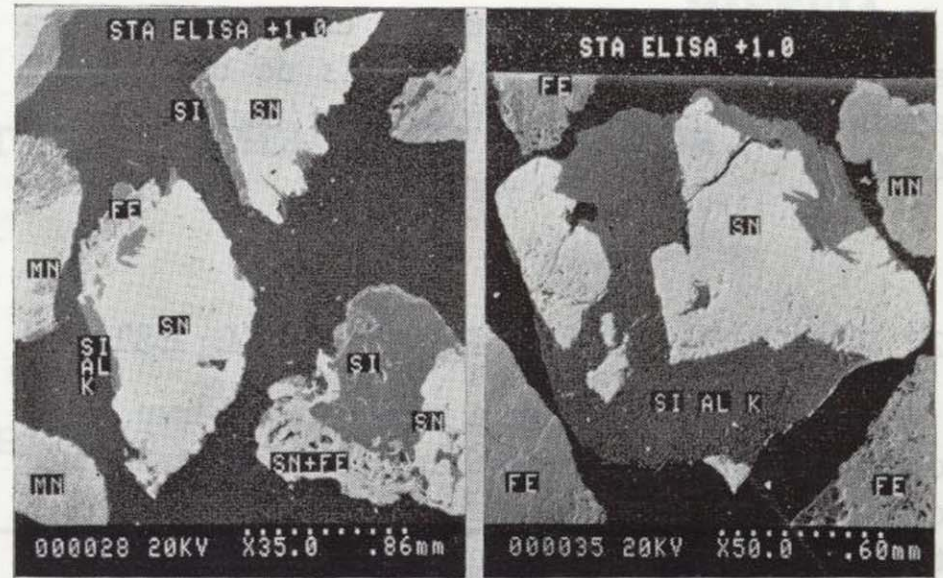 STA ELISA +1.0
SI
SN
FE
MN
SN
SI
AL
K
SI
SN
SN+FE
MN
000028 20KV X35.0 .86mm
STA ELISA +1.0
FE
MN
SN
SI AL K
FE
FE
000035 20KV X50.0 .60mm